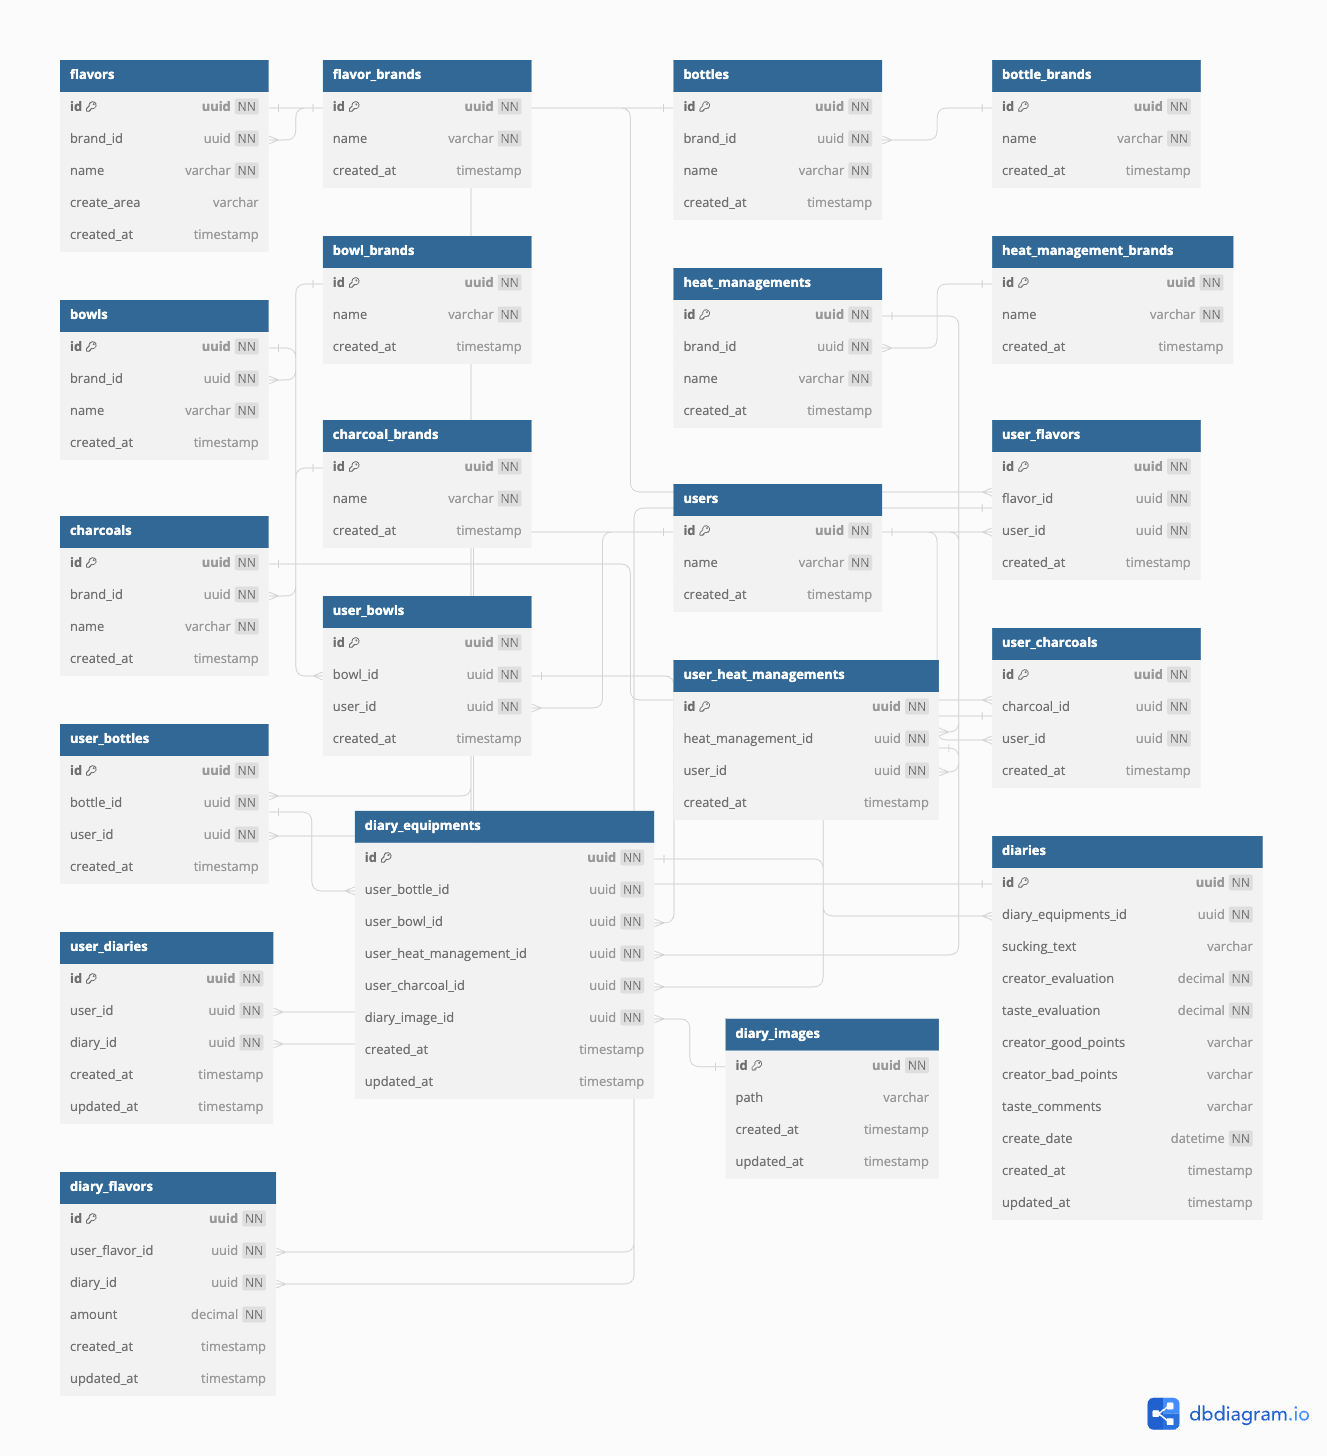 flavors
id uuid NN
brand_id uuid NN
name varchar NN
create_area varchar
created_at timestamp
flavor_brands
id uuid NN
name varchar NN
created_at timestamp
bottles
id uuid NN
brand_id uuid NN
name varchar NN
created_at timestamp
bottle_brands
id uuid NN
name varchar NN
created_at timestamp
bowl_brands
id uuid NN
name varchar NN
created_at timestamp
heat_managements
id uuid NN
brand_id uuid NN
name varchar NN
created_at timestamp
heat_management_brands
id uuid NN
name varchar NN
created_at timestamp
bowls
id uuid NN
brand_id uuid NN
name varchar NN
created_at timestamp
charcoal_brands
id uuid NN
name varchar NN
created_at timestamp
users
id uuid NN
name varchar NN
created_at timestamp
user_flavors
id uuid NN
flavor_id uuid NN
user_id uuid NN
created_at timestamp
charcoals
id uuid NN
brand_id uuid NN
name varchar NN
created_at timestamp
user_bowls
id uuid NN
bowl_id uuid NN
user_id uuid NN
created_at timestamp
user_heat_managements
id uuid NN
heat_management_id uuid NN
user_id uuid NN
created_at timestamp
user_charcoals
id uuid NN
charcoal_id uuid NN
user_id uuid NN
created_at timestamp
user_bottles
id uuid NN
bottle_id uuid NN
user_id uuid NN
created_at timestamp
diary_equipments
id uuid NN
user_bottle_id uuid NN
user_bowl_id uuid NN
user_heat_management_id uuid NN
user_charcoal_id uuid NN
diary_image_id uuid NN
created_at timestamp
updated_at timestamp
diaries
id uuid NN
diary_equipments_id uuid NN
sucking_text varchar
creator_evaluation decimal NN
taste_evaluation decimal NN
creator_good_points varchar
creator_bad_points varchar
taste_comments varchar
create_date datetime NN
created_at timestamp
updated_at timestamp
user_diaries
id uuid NN
user_id uuid NN
diary_id uuid NN
created_at timestamp
updated_at timestamp
diary_images
id uuid NN
path varchar
created_at timestamp
updated_at timestamp
diary_flavors
id uuid NN
user_flavor_id uuid NN
diary_id uuid NN
amount decimal NN
created_at timestamp
updated_at timestamp
dbdiagram.io